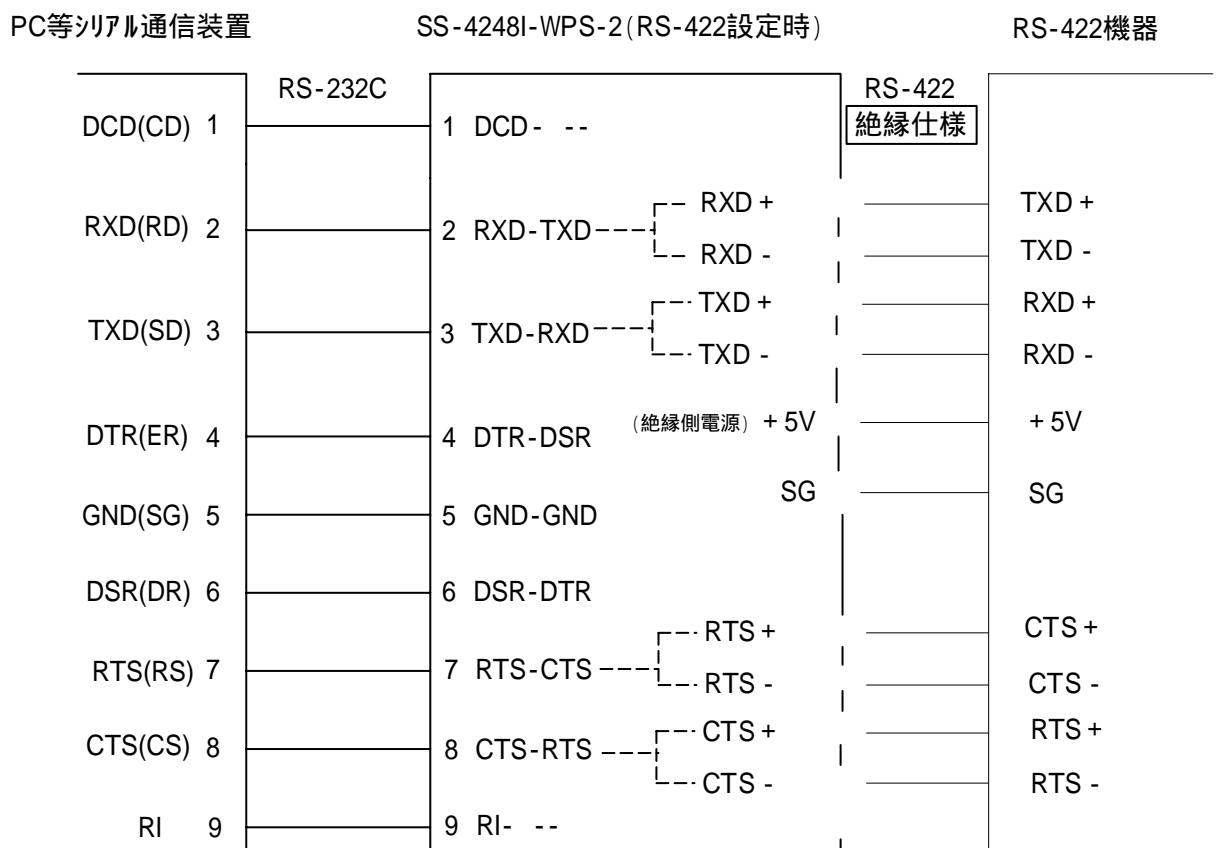 PC等ｼﾘｱﾙ通信装置 SS-4248I-WPS-2(RS-422設定時) RS-422機器
RS-232C RS-422
絶縁仕様
DCD(CD) 1 1 DCD- --
RXD + TXD +
RXD(RD) 2 2 RXD-TXD
RXD - TXD -
TXD + RXD +
TXD(SD) 3 3 TXD-RXD
TXD - RXD -
(絶縁側電源) +5V +5V
DTR(ER) 4 4 DTR-DSR
SG SG
GND(SG) 5 5 GND-GND
DSR(DR) 6 6 DSR-DTR
RTS + CTS +
RTS(RS) 7 7 RTS-CTS
RTS - CTS -
CTS + RTS +
CTS(CS) 8 8 CTS-RTS
CTS - RTS -
RI 9 9 RI- --